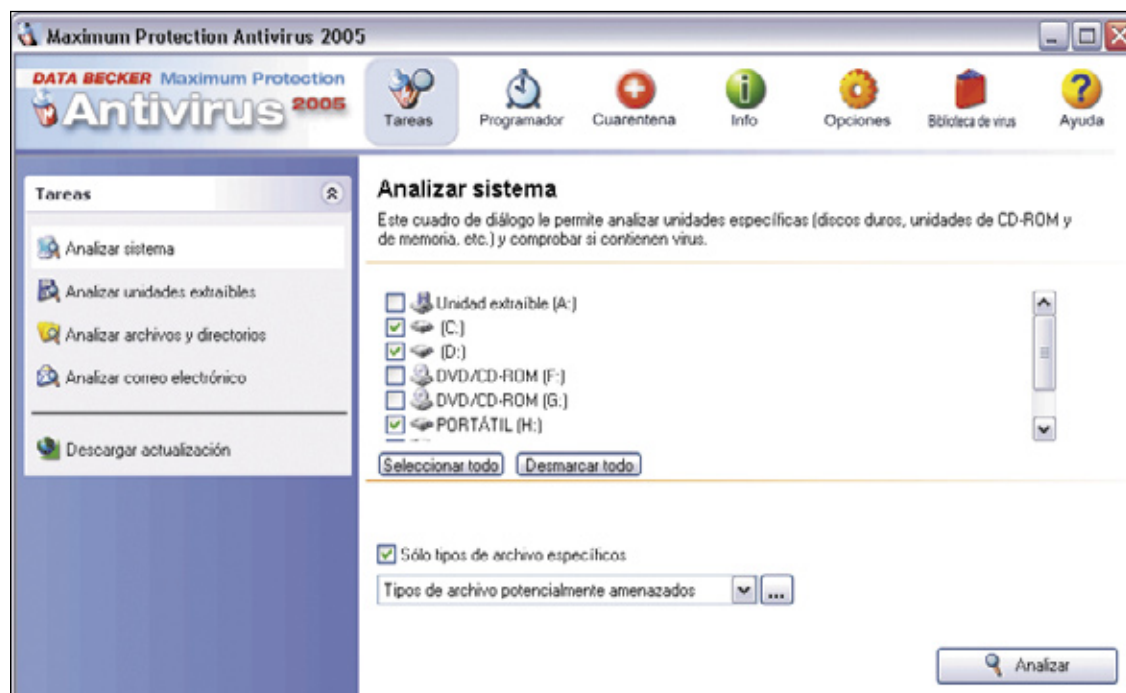 Maximum Protection Antivirus 2005
DATA BECKER Maximum Protection
Antivirus 2005
Tareas
Programador
Cuarentena
Info
Opciones
Biblioteca de virus
Ayuda
Tareas
Analizar sistema
Analizar unidades extraíbles
Analizar archivos y directorios
Analizar correo electrónico
Descargar actualización
Analizar sistema
Este cuadro de diálogo le permite analizar unidades específicas (discos duros, unidades de CD-ROM y
de memoria, etc.) y comprobar si contienen virus.
Unidad extraíble (A:)
(C:)
(D:)
DVD/CD-ROM (F:)
DVD/CD-ROM (G:)
PORTÁTIL (H:)
Seleccionar todo Desmarcar todo
Sólo tipos de archivo específicos
Tipos de archivo potencialmente amenazados ...
Analizar